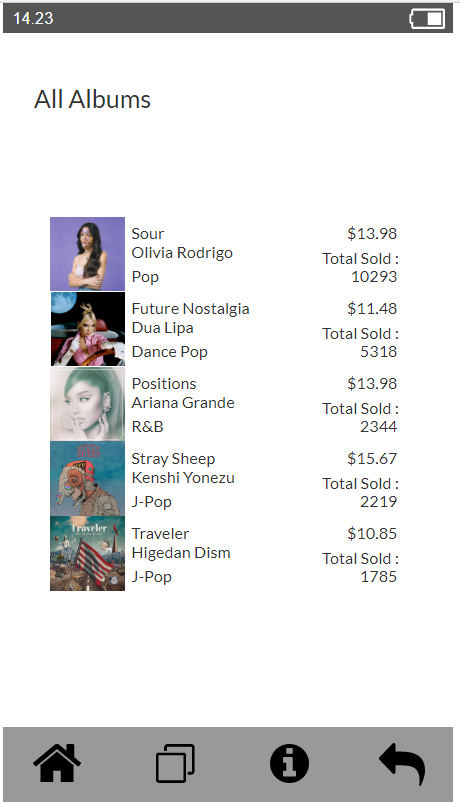 14.23
All Albums
Sour
$13.98
Olivia Rodrigo
Total Sold :
Pop
10293
Future Nostalgia
$11.48
Dua Lipa
Total Sold :
Dance Pop
5318
Positions
$13.98
Ariana Grande
Total Sold :
R&B
2344
Stray Sheep
$15.67
Kenshi Yonezu
Total Sold :
J-Pop
2219
Traveler
Traveler
$10.85
Higedan Dism
Total Sold :
J-Pop
1785